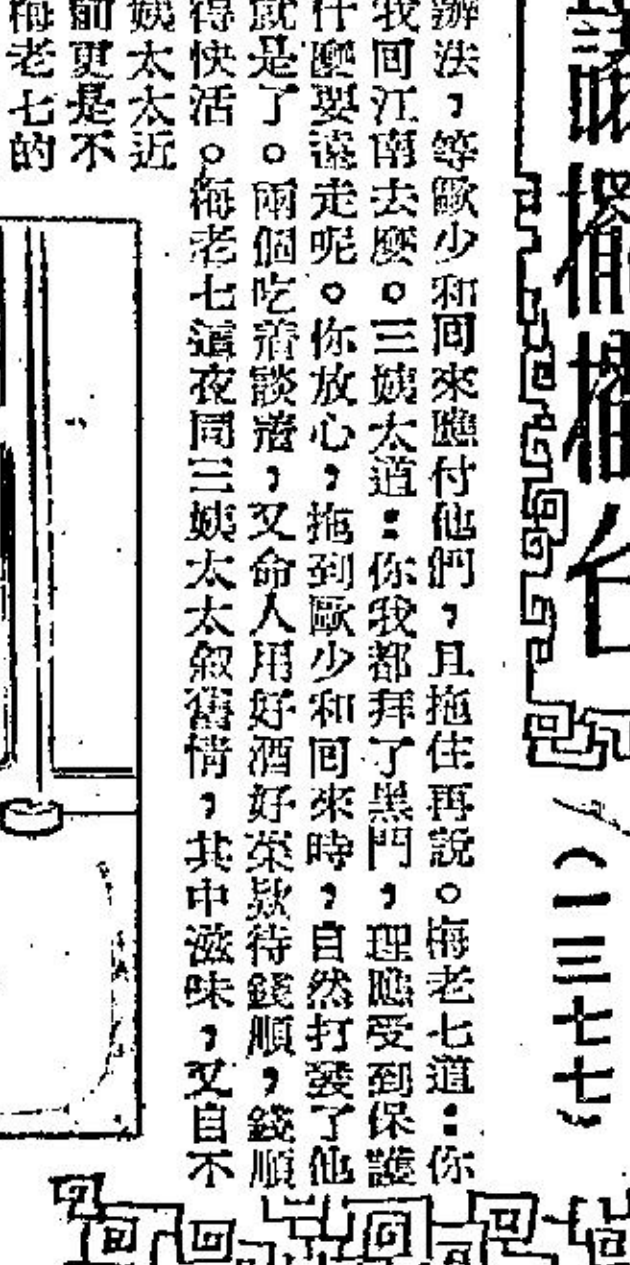 擂台
（一三七七）
辦法，等歐少和回來應付他們，且拖住再說。梅老七道：你
我回江南去麼。三姨太道：你我都拜了黑門，理應受到保護
什麼要遠走呢。你放心，拖到歐少和回來時，自然打發了他
就是了。兩個吃着談着，又命人用好酒好菜款待錢順，錢順
得快活。梅老七這夜同三姨太太敘舊情，其中滋味，又自不
姨太太近
前更是不
梅老七的